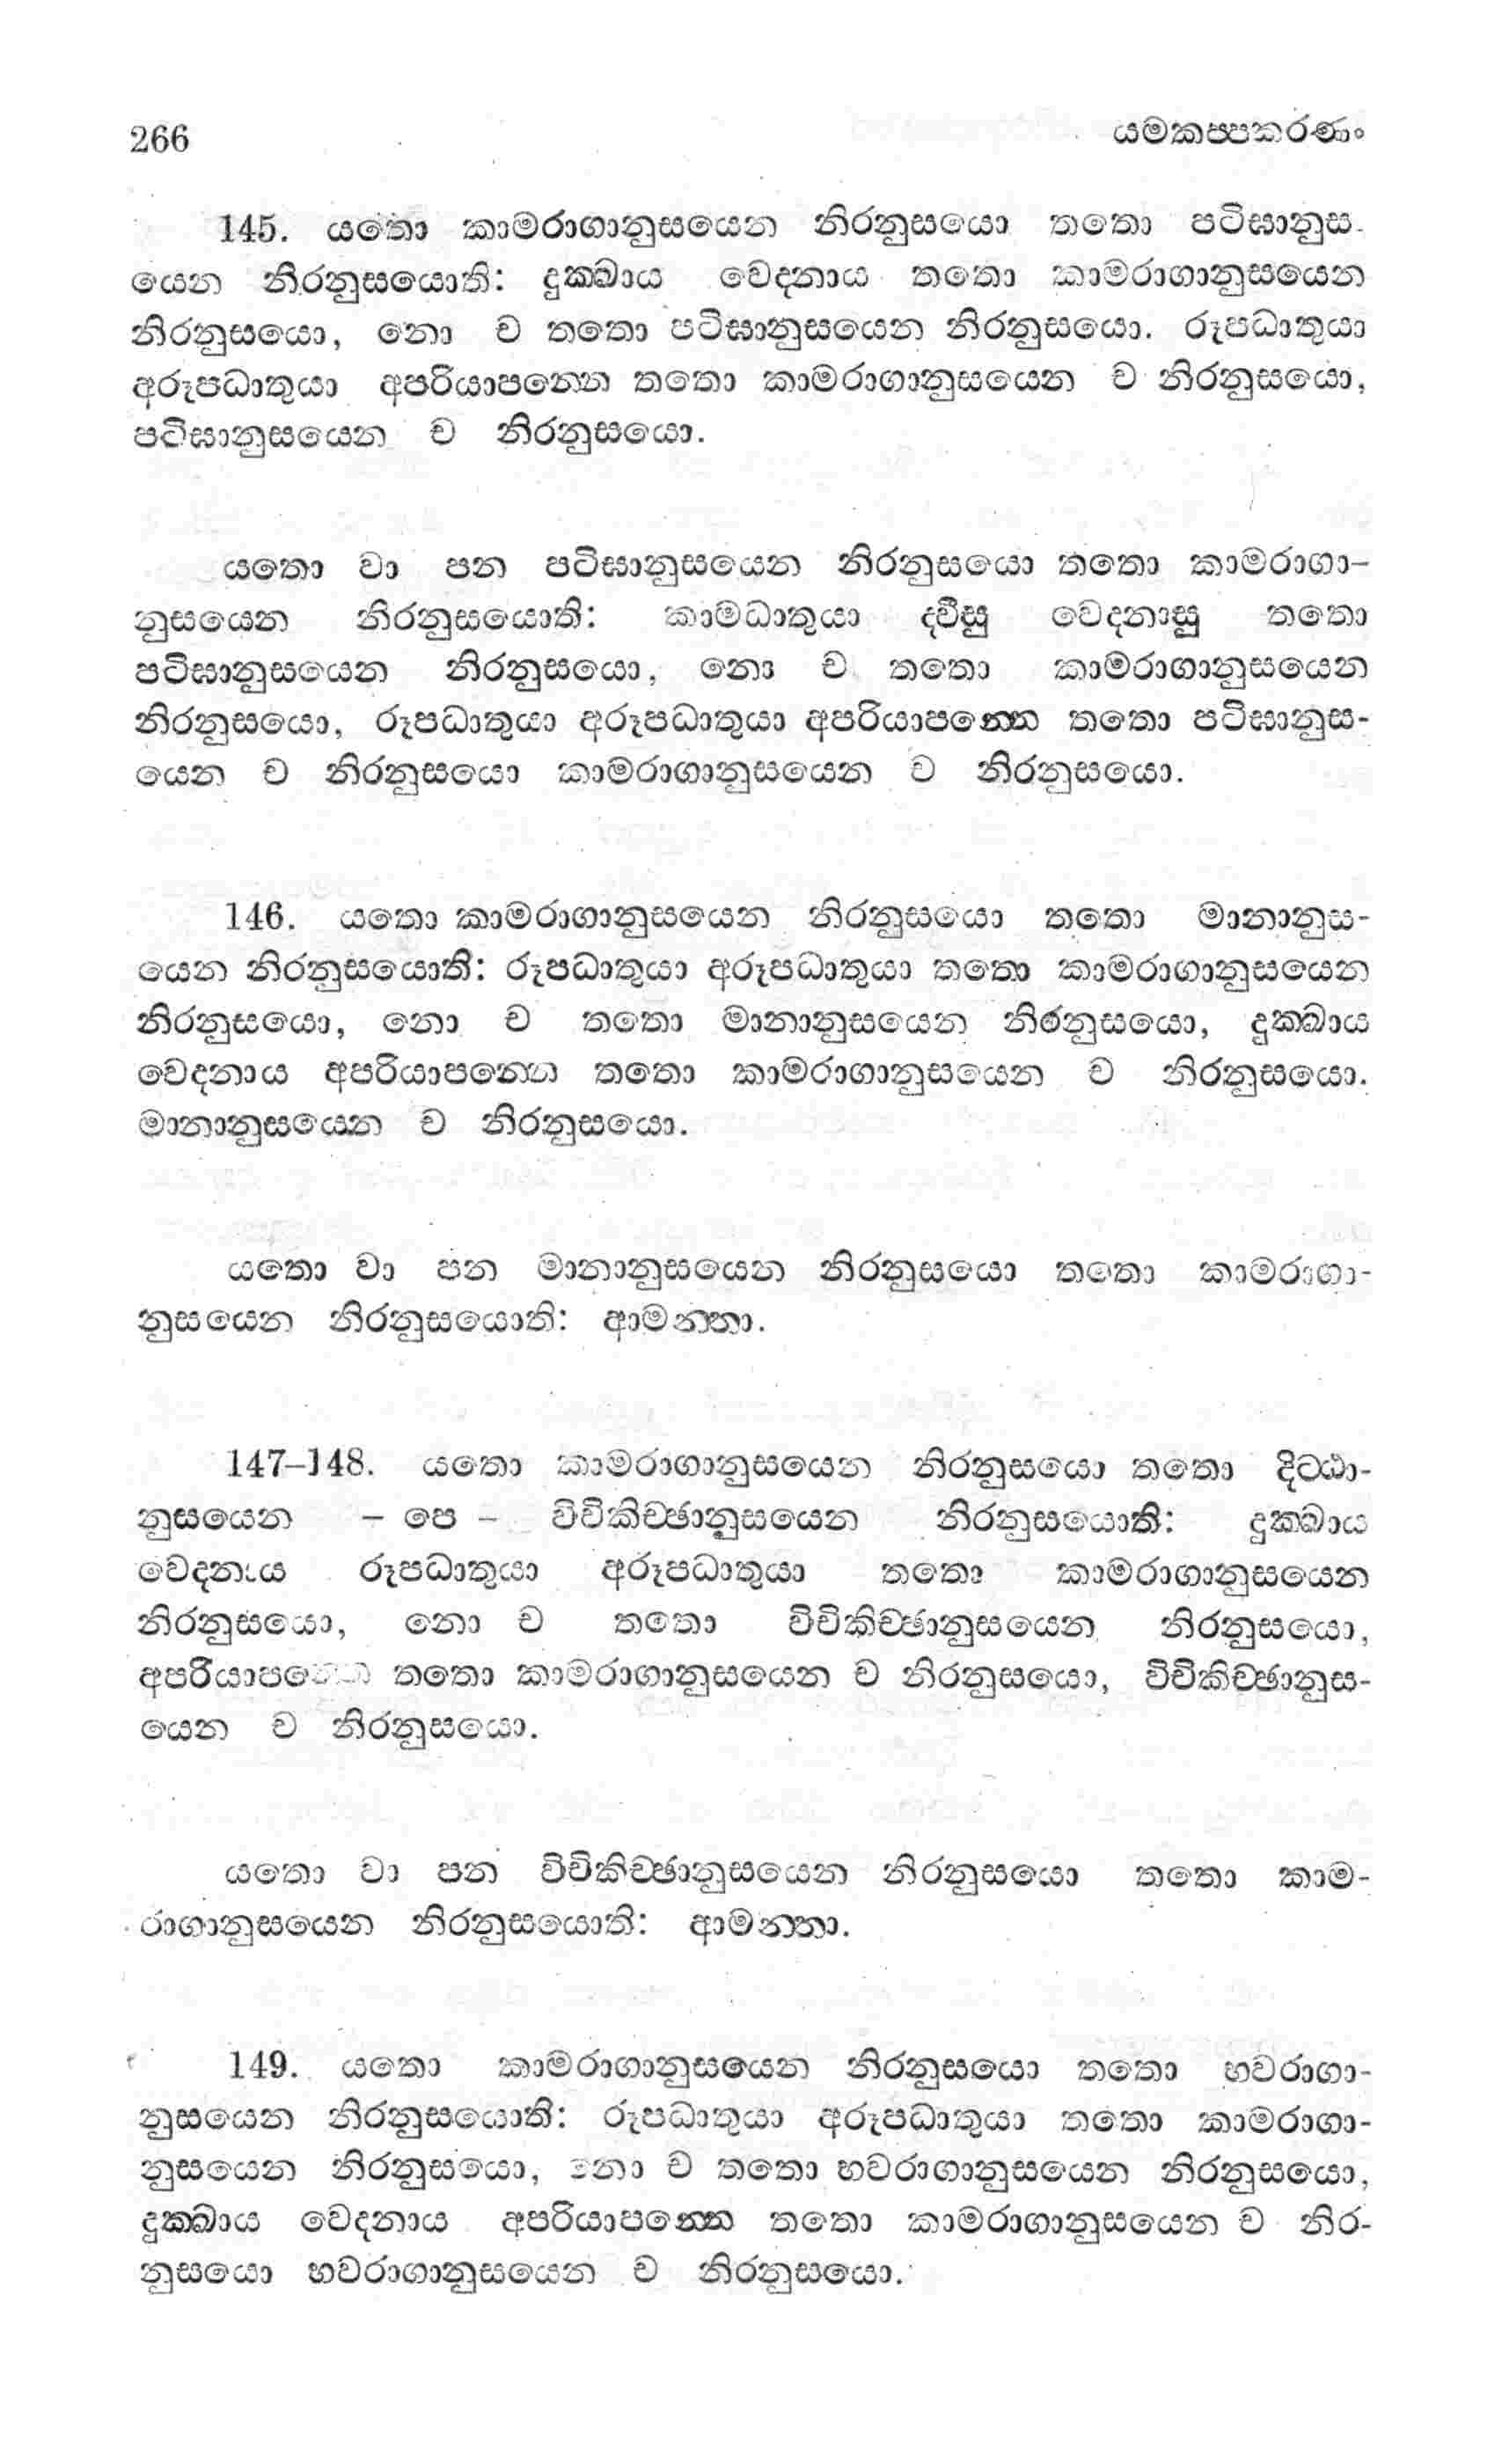 266 යමකප්පකරණං
145. යතො කාමරාගානුසයෙන නිරනුසයො තතො පටිඝානුස-
යෙන නිරනුසයොති: දුක්ඛාය වෙදනාය තතො කාමරාගානුසයෙන
නිරනුසයො, නො ච තතො පටිඝානුසයෙන නිරනුසයො. රූපධාතුයා
අරූපධාතුයා අපරියාපන්නෙ තතො කාමරාගානුසයෙන ච නිරනුසයො,
පටිඝානුසයෙන ච නිරනුසයො.
යතො වා පන පටිඝානුසයෙන නිරනුසයො තතො කාමරාගා-
නුසයෙන නිරනුසයොති: කාමධාතුයා ද්වීසු වෙදනාසු තතො
පටිඝානුසයෙන නිරනුසයො, නො ච තතො කාමරාගානුසයෙන
නිරනුසයො, රූපධාතුයා අරූපධාතුයා අපරියාපන්නෙ තතො පටිඝානුස-
යෙන ච නිරනුසයො කාමරාගානුසයෙන ච නිරනුසයො.
146. යතො කාමරාගානුසයෙන නිරනුසයො තතො මානානුස-
යෙන නිරනුසයොති: රූපධාතුයා අරූපධාතුයා තතො කාමරාගානුසයෙන
නිරනුසයො, නො ච තතො මානානුසයෙන නිරනුසයො, දුක්ඛාය
වෙදනාය අපරියාපන්නෙ තතො කාමරාගානුසයෙන ච නිරනුසයො.
මානානුසයෙන ච නිරනුසයො.
යතො වා පන මානානුසයෙන නිරනුසයො තතො කාමරාගා-
නුසයෙන නිරනුසයොති: ආමන්තා.
147–148. යතො කාමරාගානුසයෙන නිරනුසයො තතො දිට්ඨා-
නුසයෙන – පෙ – විචිකිච්ඡානුසයෙන නිරනුසයොති: දුක්ඛාය
වෙදනාය රූපධාතුයා අරූපධාතුයා තතො කාමරාගානුසයෙන
නිරනුසයො, නො ච තතො විචිකිච්ඡානුසයෙන නිරනුසයො,
අපරියාපන්නෙ තතො කාමරාගානුසයෙන ච නිරනුසයො, විචිකිච්ඡානුස-
යෙන ච නිරනුසයො.
යතො වා පන විචිකිච්ඡානුසයෙන නිරනුසයො තතො කාම-
රාගානුසයෙන නිරනුසයොති: ආමන්තා.
149. යතො කාමරාගානුසයෙන නිරනුසයො තතො භවරාගා-
නුසයෙන නිරනුසයොති: රූපධාතුයා අරූපධාතුයා තතො කාමරාගා-
නුසයෙන නිරනුසයො, නො ච තතො භවරාගානුසයෙන නිරනුසයො,
දුක්ඛාය වෙදනාය අපරියාපන්නෙ තතො කාමරාගානුසයෙන ච නිර-
නුසයො භවරාගානුසයෙන ච නිරනුසයො.